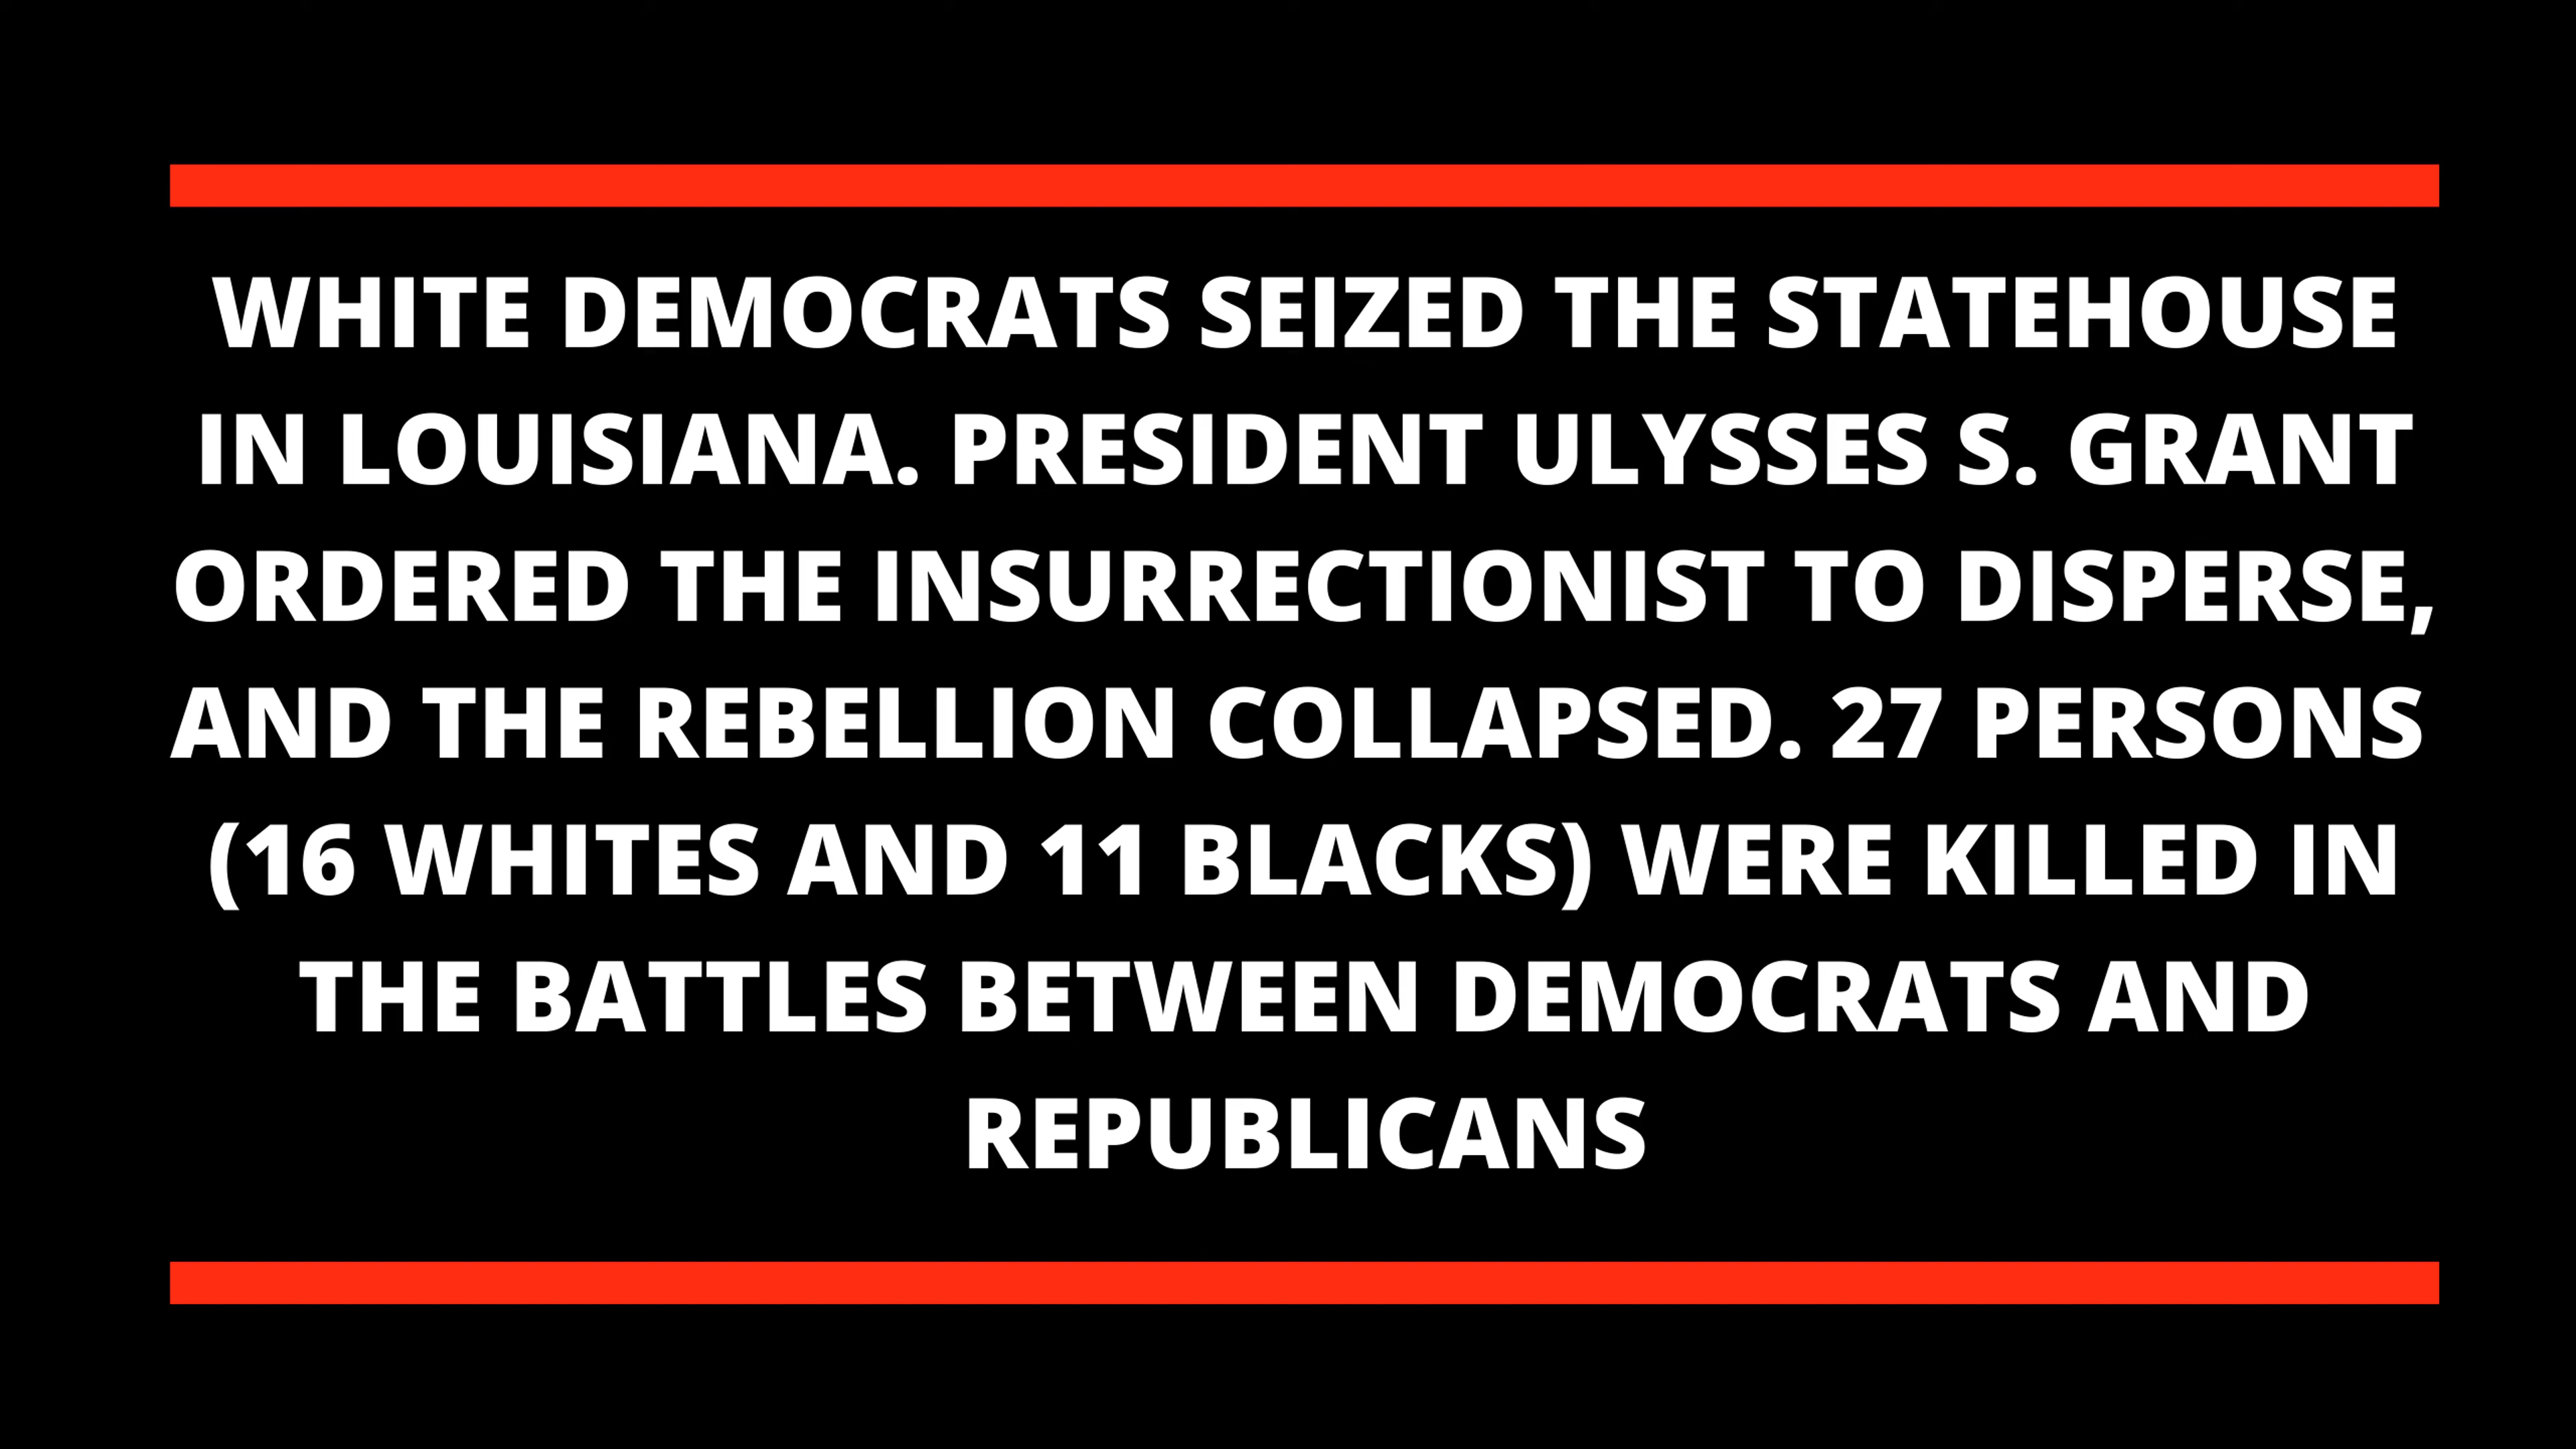 WHITE DEMOCRATS SEIZED THE STATEHOUSE
IN LOUISIANA. PRESIDENT ULYSSES S. GRANT
ORDERED THE INSURRECTIONIST TO DISPERSE,
AND THE REBELLION COLLAPSED. 27 PERSONS
(16 WHITES AND 11 BLACKS) WERE KILLED IN
THE BATTLES BETWEEN DEMOCRATS AND
REPUBLICANS